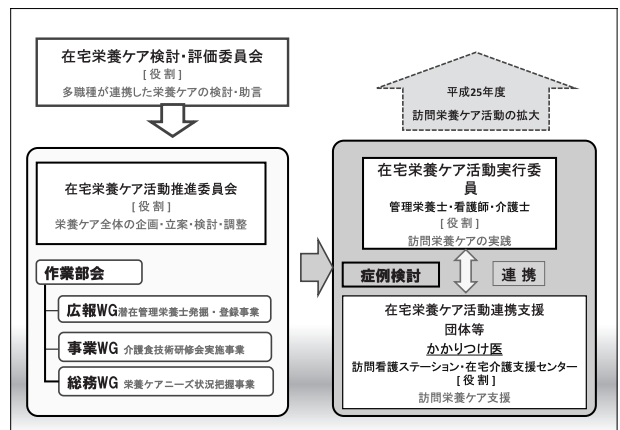 在宅栄養ケア検討・評価委員会
[役割]
多職種が連携した栄養ケアの検討・助言
在宅栄養ケア活動推進委員会
[役割]
栄養ケア全体の企画・立案・検討・調整
作業部会
広報WG潜在管理栄養士発掘・登録事業
事業WG 介護食技術研修会実施事業
総務WG 栄養ケアニーズ状況把握事業
平成25年度
訪問栄養ケア活動の拡大
在宅栄養ケア活動実行委
員
管理栄養士・看護師・介護士
[役割]
訪問栄養ケアの実践
症例検討
連携
在宅栄養ケア活動連携支援
団体等
かかりつけ医
訪問看護ステーション・在宅介護支援センター
[役割]
訪問栄養ケア支援